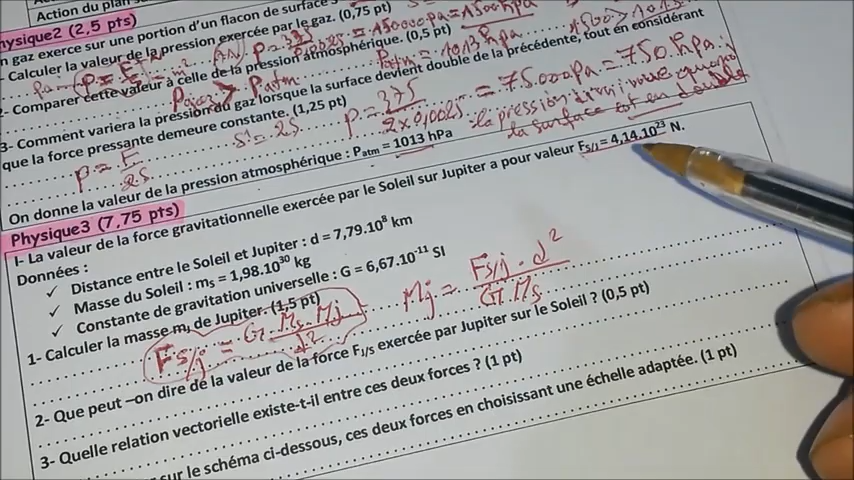 Action du plan
Physique2 (2,5 pts)
n gaz exerce sur une portion d'un flacon de surface
- Calculer la valeur de la pression exercée par le gaz. (0,75 pt)
P = 375 / 0,0025 = 150000 pa = 1500 hPa
P = F/S
m²
2- Comparer cette valeur à celle de la pression atmosphérique. (0,5 pt)
Patm = 1013 hPa
1500 > 1013
> Patm
3- Comment variera la pression du gaz lorsque la surface devient double de la précédente, tout en considérant
que la force pressante demeure constante. (1,25 pt)
P = F/2S
S' = 2S
P = 375 / 2 x 0,0025 = 75000 pa = 750 hpa
la pression
la surface est en double
On donne la valeur de la pression atmosphérique : Patm = 1013 hPa
Physique3 (7,75 pts)
I- La valeur de la force gravitationnelle exercée par le Soleil sur Jupiter a pour valeur FS/J = 4,14.10²³ N.
Données :
✓ Distance entre le Soleil et Jupiter : d = 7,79.10⁸ km
✓ Masse du Soleil : mS = 1,98.10³⁰ kg
✓ Constante de gravitation universelle : G = 6,67.10⁻¹¹ SI
1- Calculer la masse mJ de Jupiter. (1,5 pt)
Fs/j = G. Ms. Mj / d²
Mj = Fs/j . d² / G. Ms
2- Que peut –on dire de la valeur de la force FJ/S exercée par Jupiter sur le Soleil ? (0,5 pt)
3- Quelle relation vectorielle existe-t-il entre ces deux forces ? (1 pt)
sur le schéma ci-dessous, ces deux forces en choisissant une échelle adaptée. (1 pt)